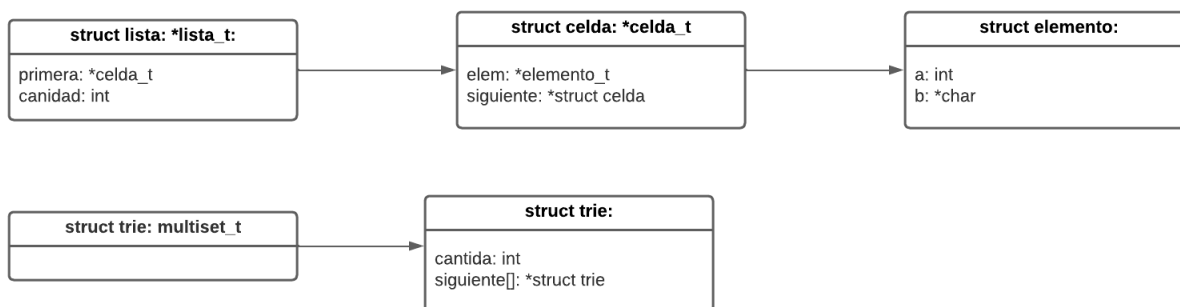 struct lista: *lista_t:
primera: *celda_t
canidad: int
struct celda: *celda_t
elem: *elemento_t
siguiente: *struct celda
struct elemento:
a: int
b: *char
struct trie: multiset_t
struct trie:
cantida: int
siguiente[]: *struct trie